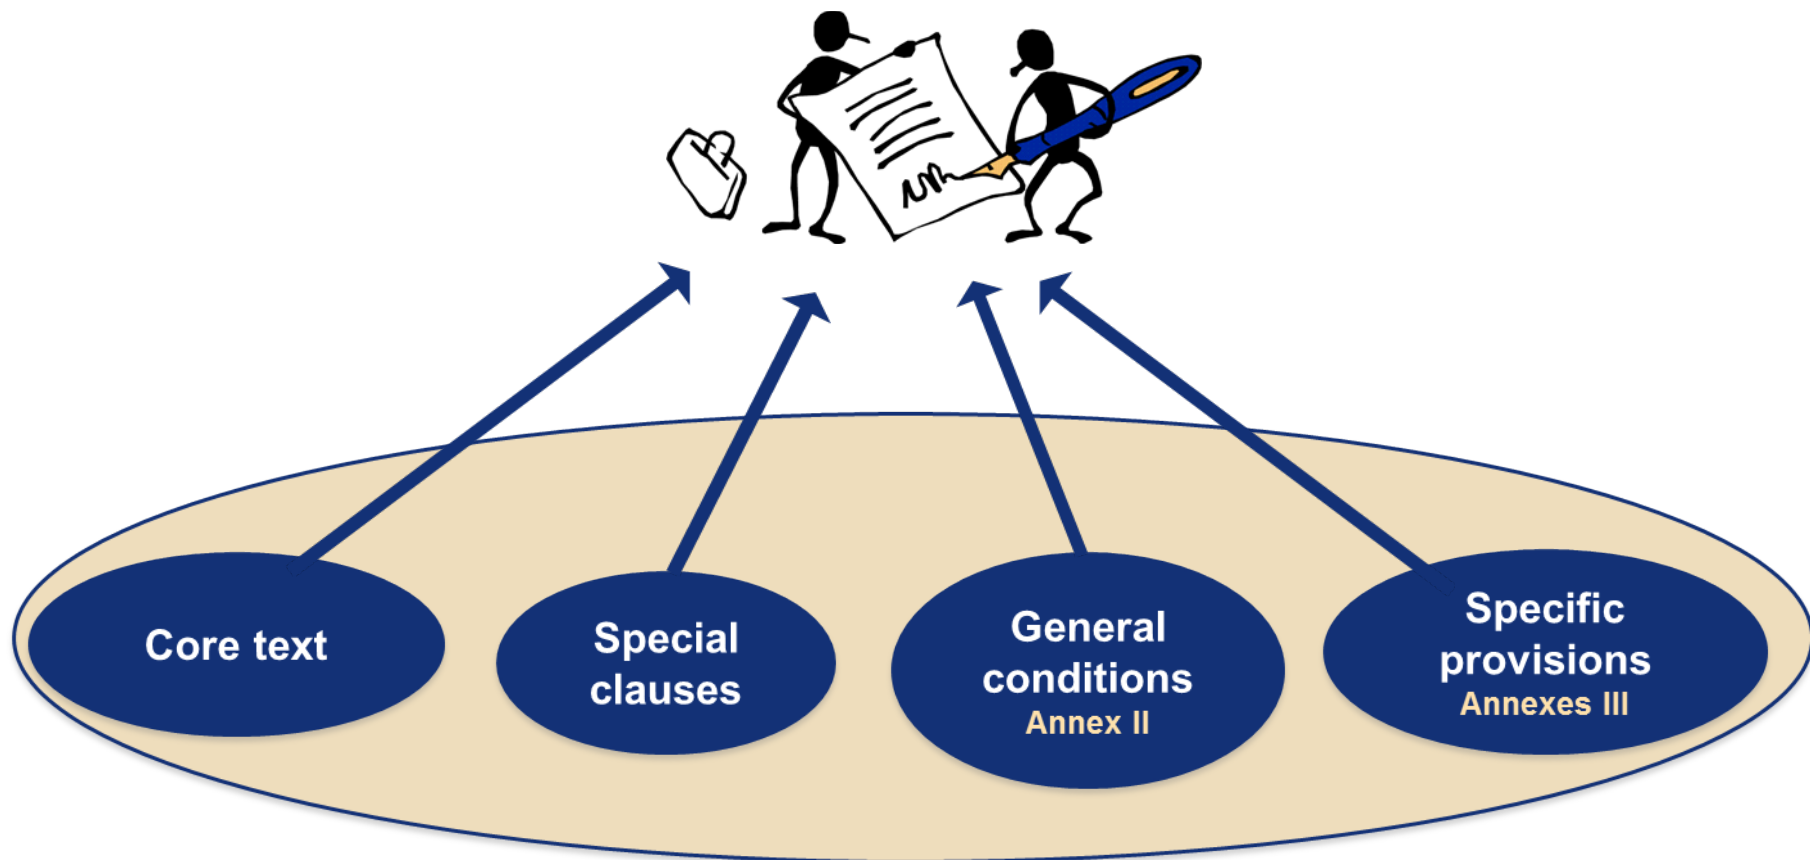 Core text
Special
clauses
General
conditions
Annex II
Specific
provisions
Annexes III